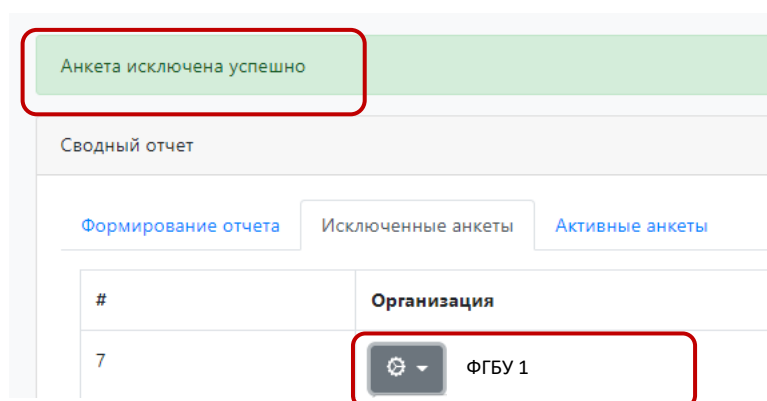 Анкета исключена успешно
Сводный отчет
Формирование отчета Исключенные анкеты Активные анкеты
# Организация
7 ФГБУ 1